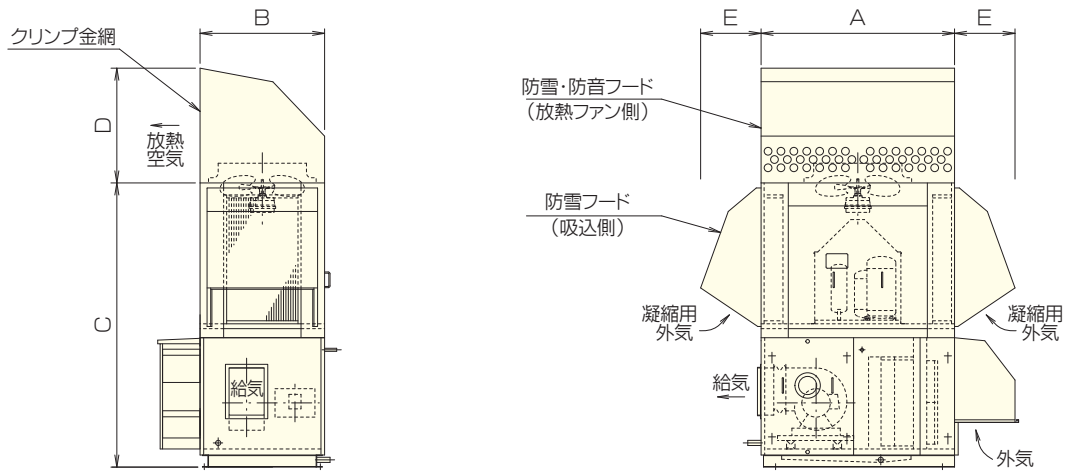 B
クリンプ金網
D
放熱
空気
C
給気
E
A
E
防雪・防音フード
(放熱ファン側)
防雪フード
(吸込側)
凝縮用
外気
凝縮用
外気
給気
外気